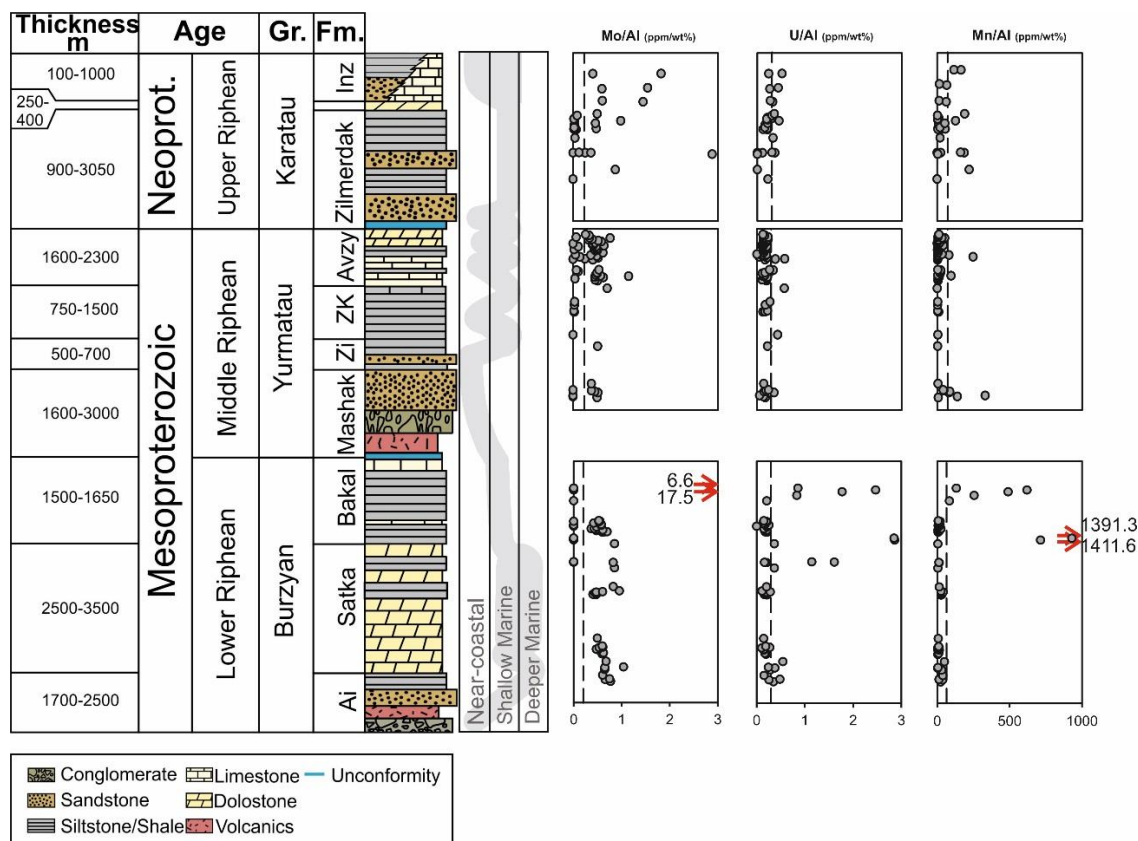 Thickness
m
Age
Gr.
Fm.
Mo/Al (ppm/wt%)
U/Al (ppm/wt%)
Mn/Al (ppm/wt%)
100-1000
250-
400
900-3050
1600-2300
750-1500
500-700
1600-3000
1500-1650
2500-3500
1700-2500
Neoprot.
Mesoproterozoic
Upper Riphean
Middle Riphean
Lower Riphean
Karatau
Yurmatau
Burzyan
Inz
Zilmerdak
Avzy
ZK
Zi
Mashak
Bakal
Satka
Ai
Near-coastal
Shallow Marine
Deeper Marine
6.6
17.5
1391.3
1411.6
0 1 2 3
0 3
0 500 1000
Conglomerate
Limestone
Unconformity
Sandstone
Dolostone
Siltstone/Shale
Volcanics